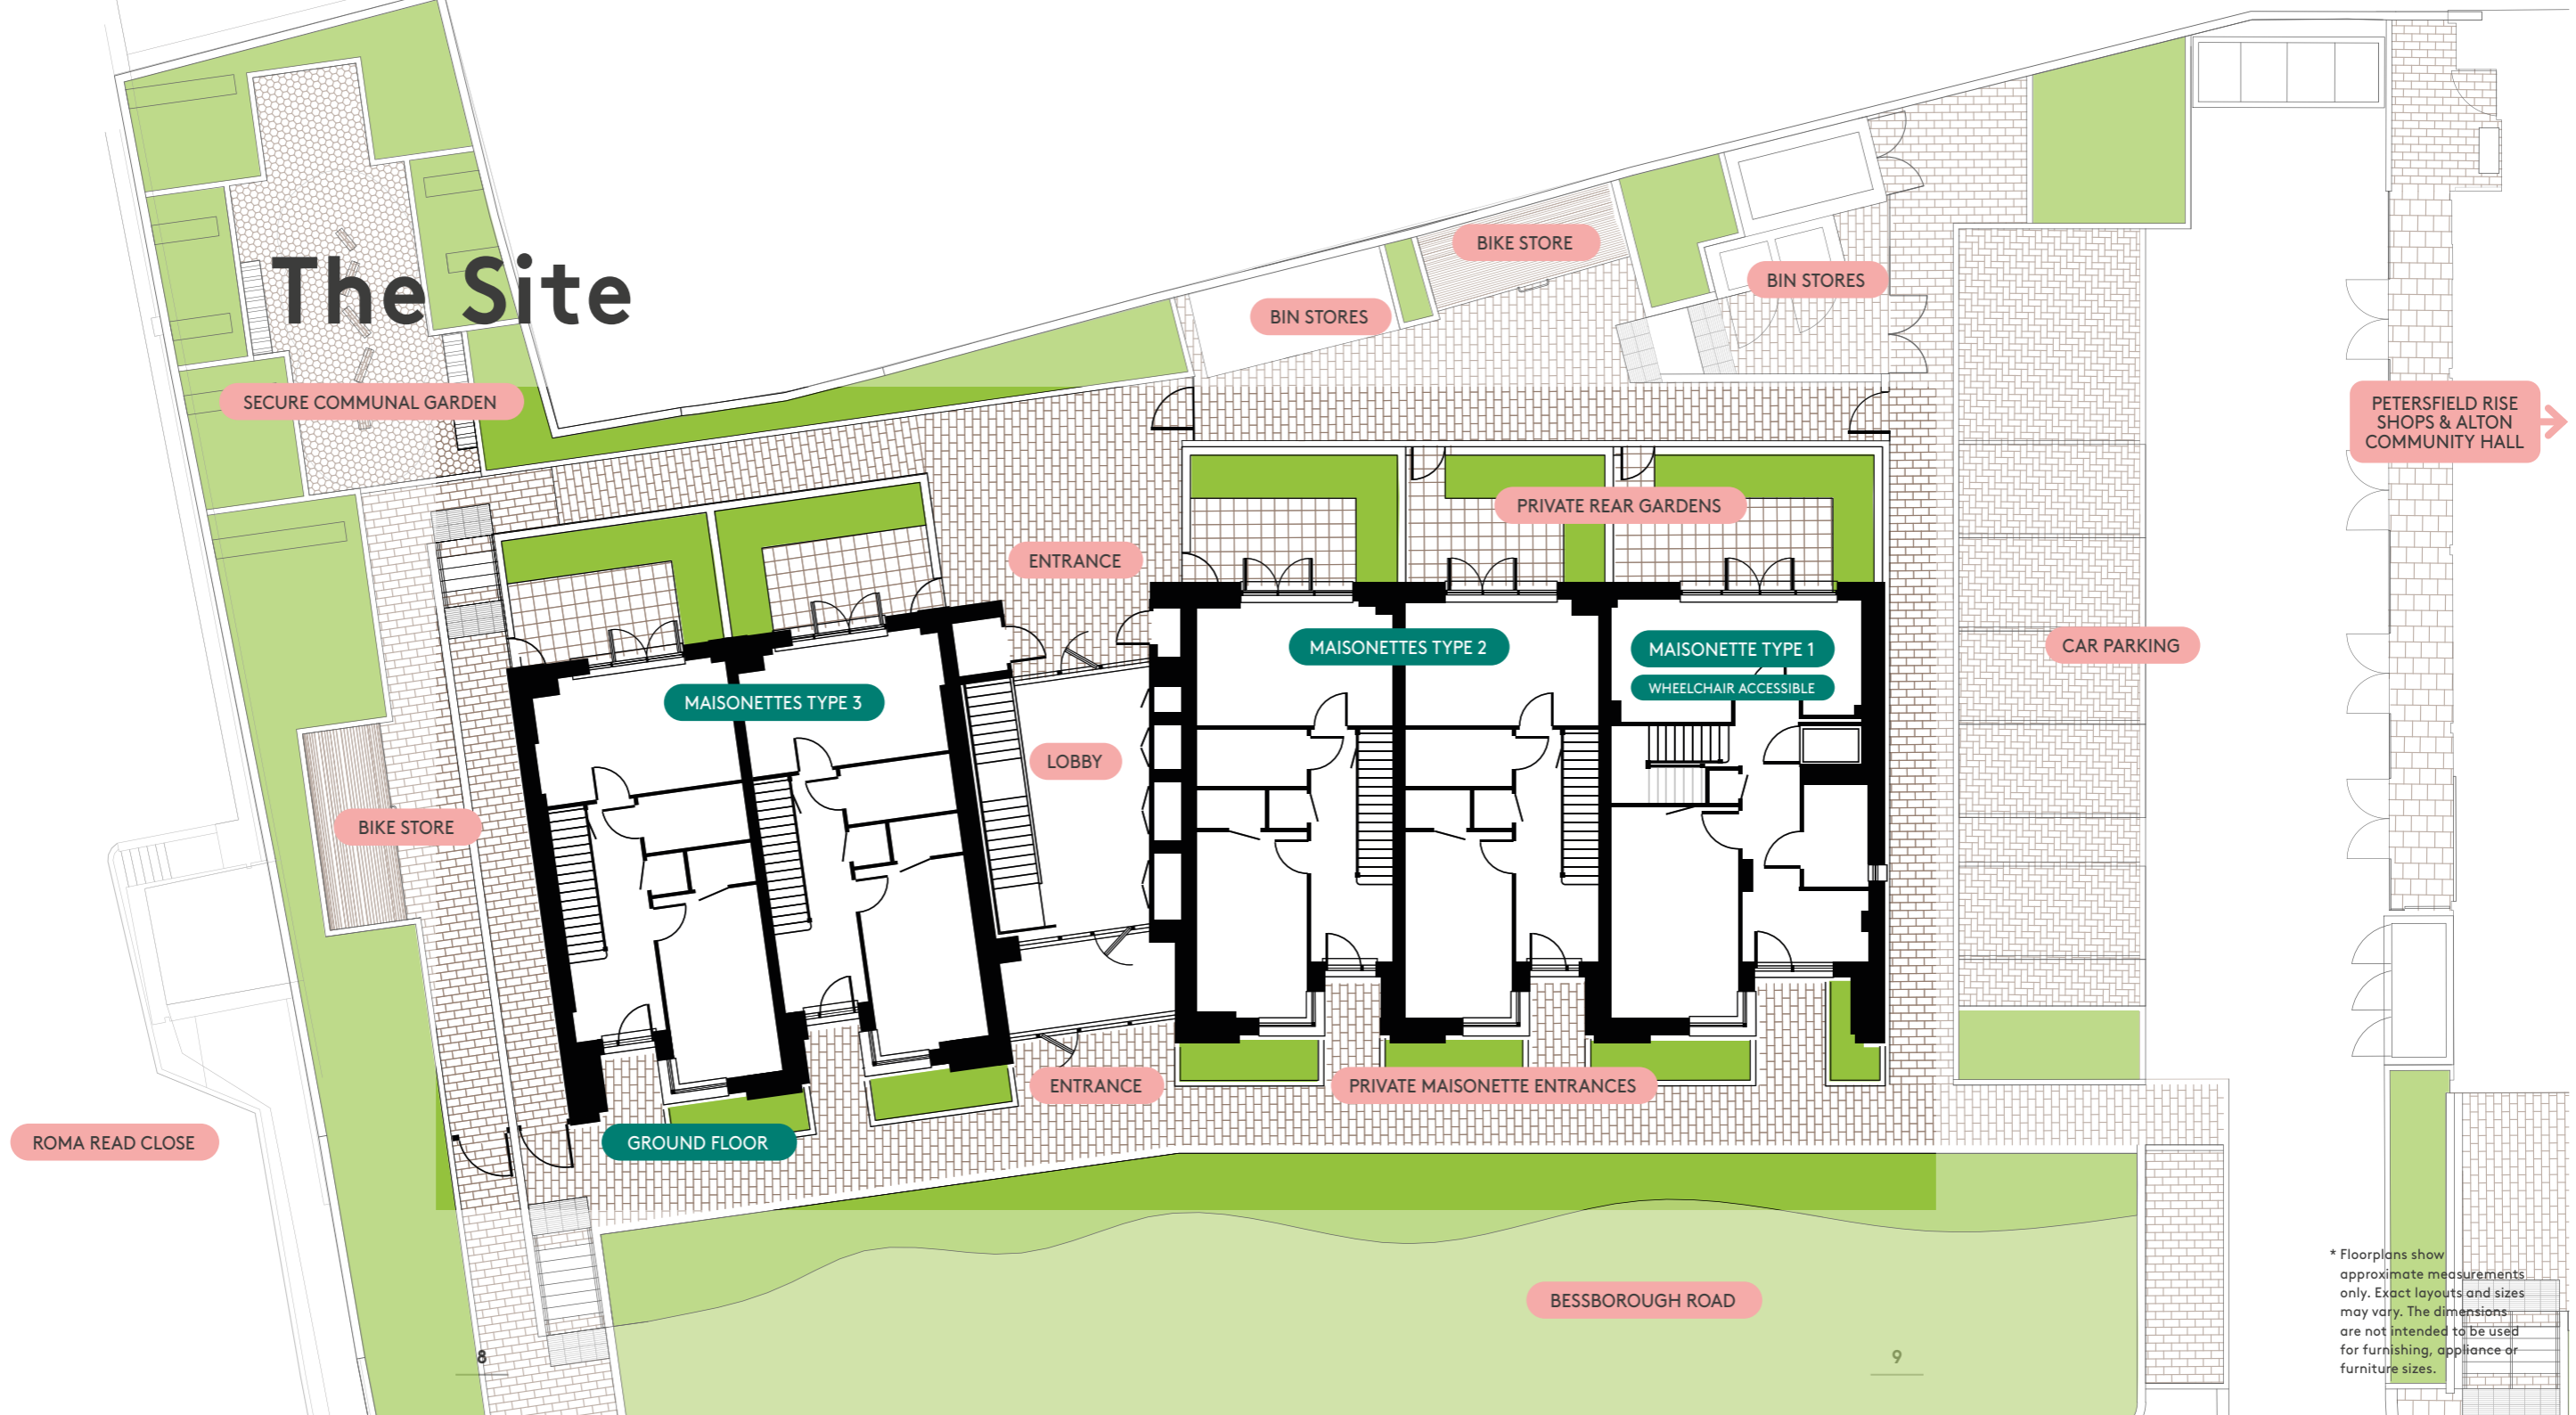 The Site
BIKE STORE
BIN STORES
BIN STORES
SECURE COMMUNAL GARDEN
PETERSFIELD RISE
SHOPS & ALTON
COMMUNITY HALL
PRIVATE REAR GARDENS
ENTRANCE
MAISONETTES TYPE 2
MAISONETTE TYPE 1
WHEELCHAIR ACCESSIBLE
CAR PARKING
MAISONETTES TYPE 3
LOBBY
BIKE STORE
ENTRANCE
PRIVATE MAISONETTE ENTRANCES
ROMA READ CLOSE
GROUND FLOOR
BESSBOROUGH ROAD
* Floorplans show
approximate measurements
only. Exact layouts and sizes
may vary. The dimensions
are not intended to be used
for furnishing, appliance or
furniture sizes.
8
9